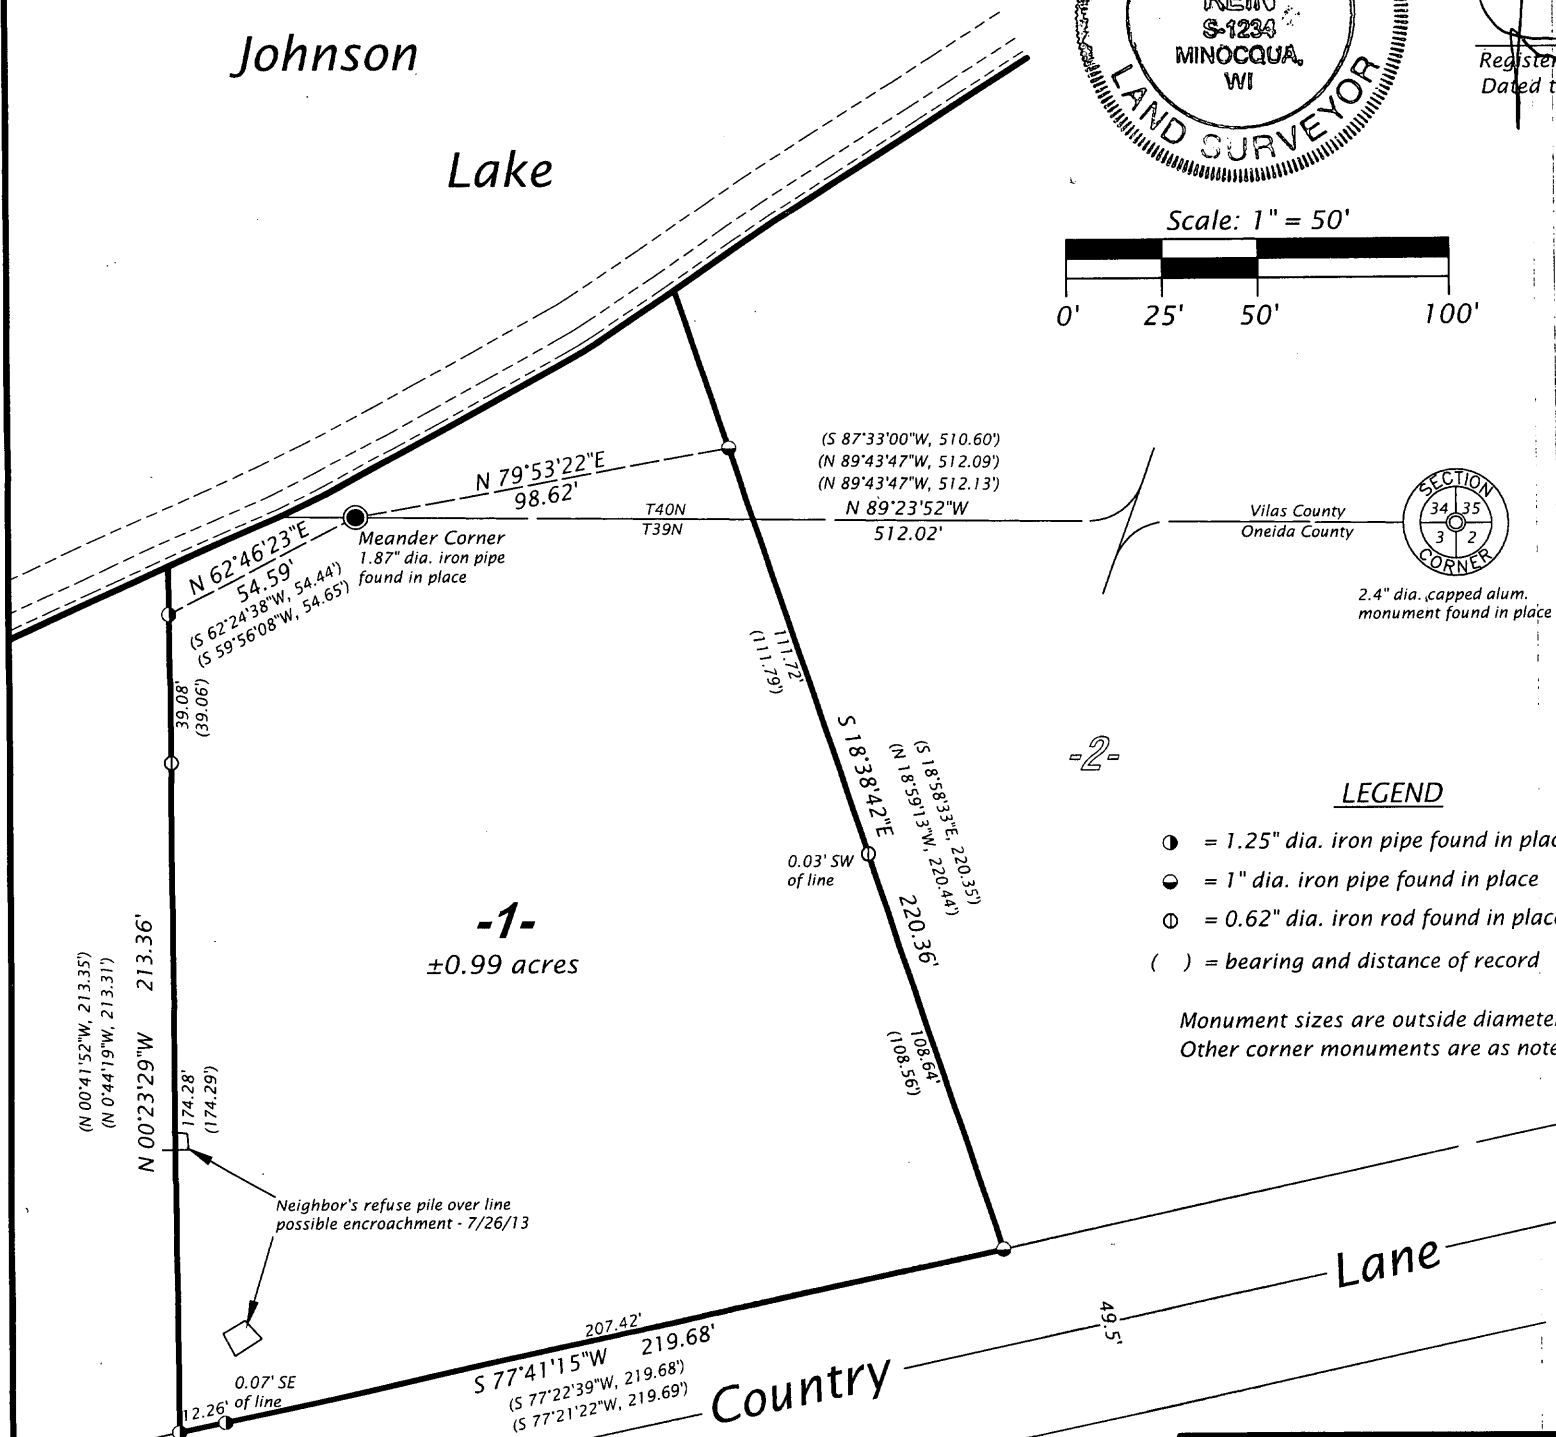 Johnson
Lake
S-1234
MINOCQUA,
WI
LAND SURVEYOR
Dated
Scale: 1" = 50'
0' 25' 50' 100'
(S 87°33'00"W, 510.60')
(N 89°43'47"W, 512.09')
(N 89°43'47"W, 512.13')
N 89°23'52"W
512.02'
N 79°53'22"E
98.62'
T40N
T39N
Vilas County
Oneida County
SECTION
34 35
3 2
CORNER
2.4" dia. capped alum.
monument found in place
Meander Corner
1.87" dia. iron pipe
found in place
N 62°46'23"E
54.59'
(S 62°24'38"W, 54.44')
(S 59°56'08"W, 54.65')
39.08'
(39.06')
111.72'
(111.79')
S 18°38'42"E 220.36'
(S 18°58'33"E, 220.35')
(N 18°59'13"W, 220.44')
0.03' SW
of line
108.64'
(108.56')
-2-
LEGEND
= 1.25" dia. iron pipe found in
= 1" dia. iron pipe found in place
= 0.62" dia. iron rod found in
( ) = bearing and distance of record
Monument sizes are outside
Other corner monuments are as
-1-
±0.99 acres
(N 00°41'52"W, 213.35')
(N 0°44'19"W, 213.31')
N 00°23'29"W 213.36'
174.28'
(174.29')
Neighbor's refuse pile over line
possible encroachment - 7/26/13
0.07' SE
of line
12.26'
207.42'
S 77°41'15"W 219.68'
(S 77°22'39"W, 219.68')
(S 77°21'22"W, 219.69')
49.5'
Country Lane